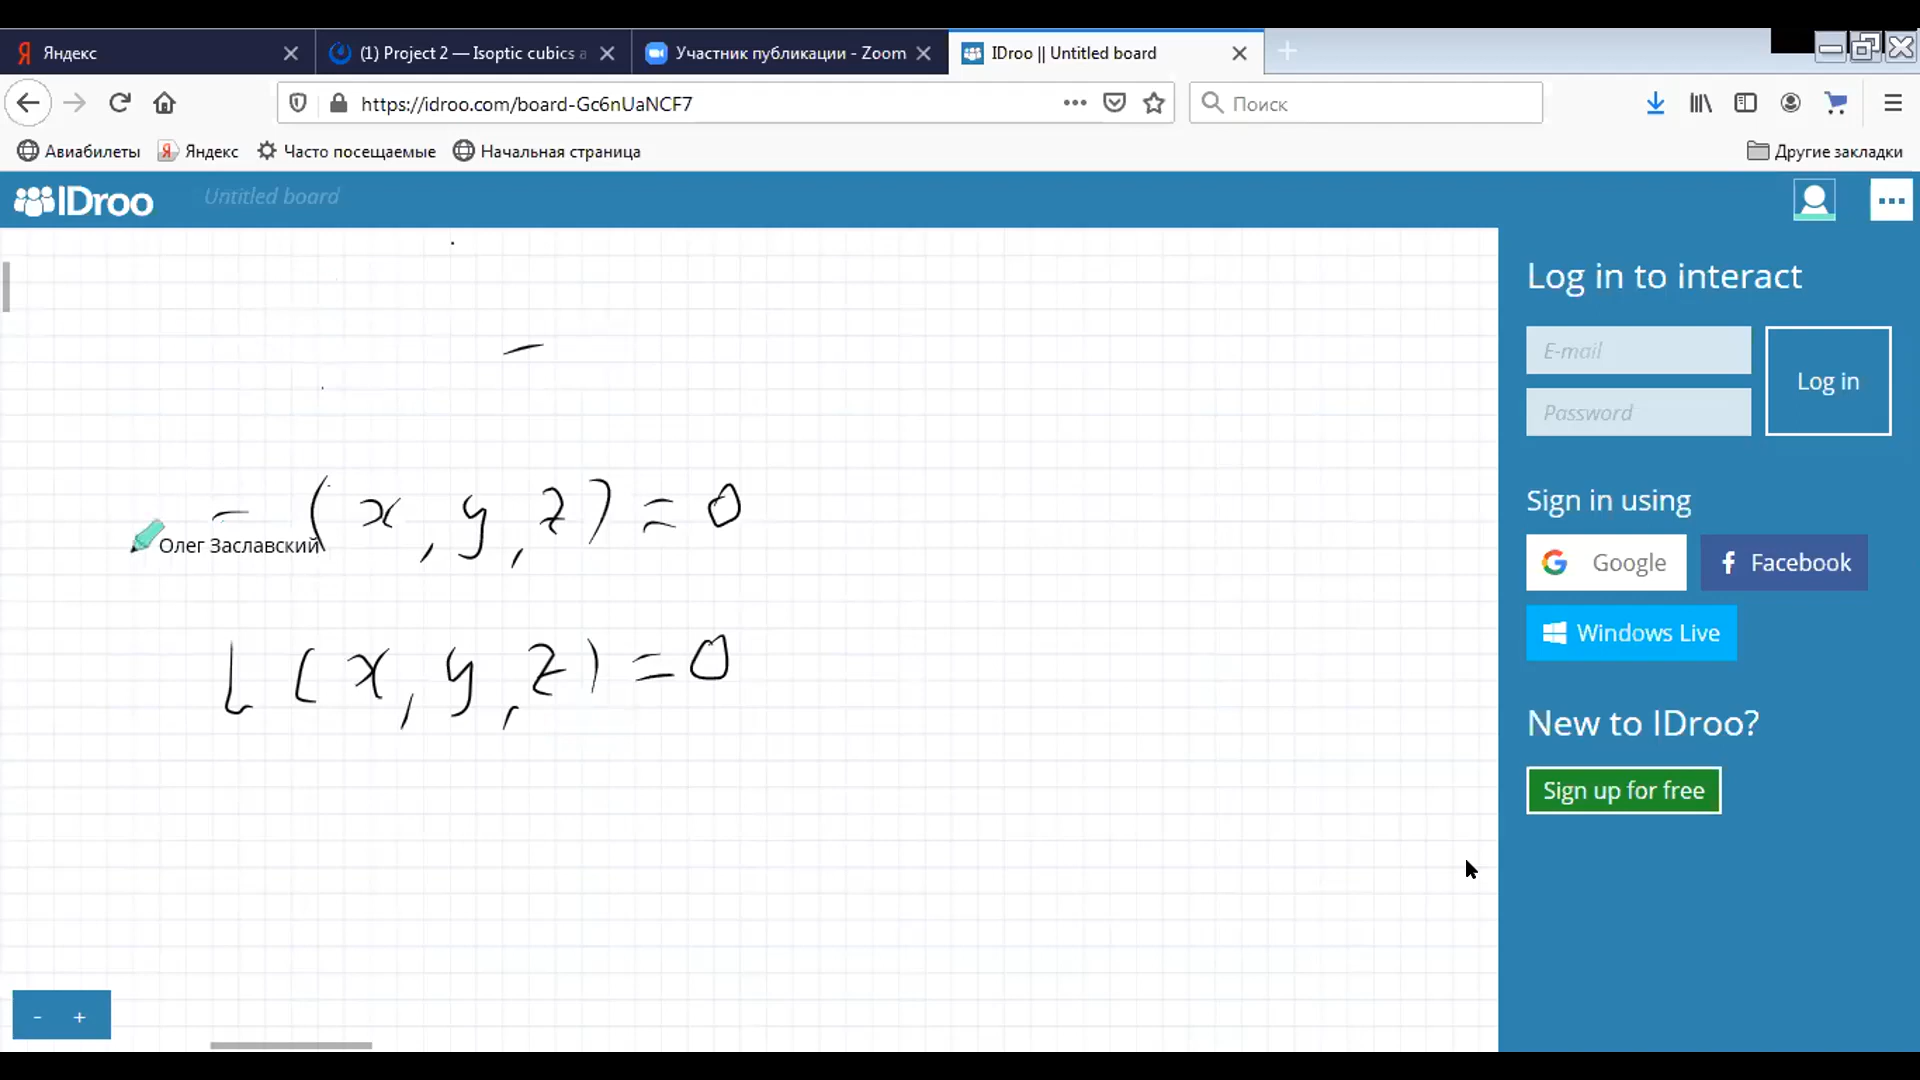 Яндекс
(1) Project 2 — Isoptic cubics a
Участник публикации - Zoom
IDroo || Untitled board
https://idroo.com/board-Gc6nUaNCF7
Поиск
Авиабилеты
Яндекс
Часто посещаемые
Начальная страница
Другие закладки
IDroo
Untitled board
Log in to interact
E-mail
Password
Log in
Sign in using
Google
Facebook
Windows Live
New to IDroo?
Sign up for free
(x, y, z) = 0
Олег Заславский
L (x, y, z) = 0
- +